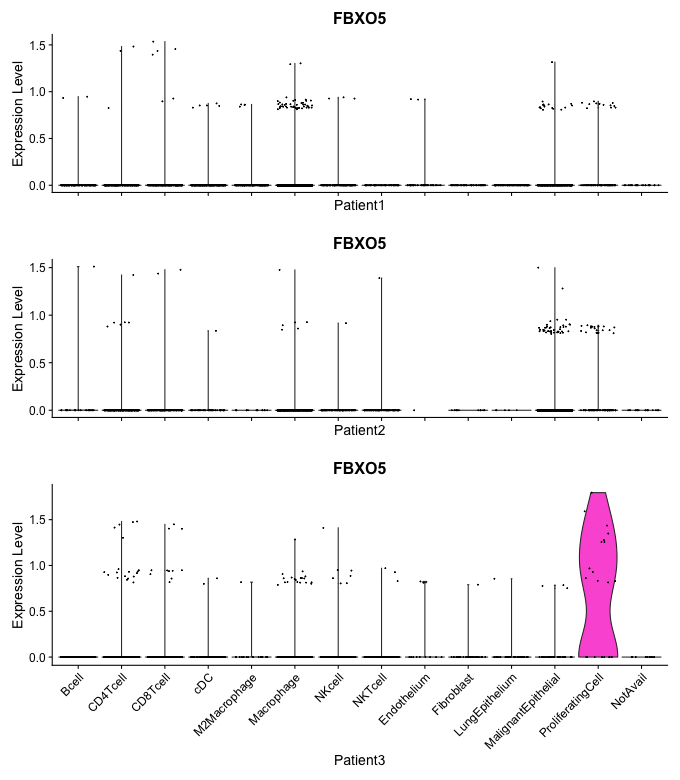 FBXO5
Expression Level
1.5
1.0
0.5
0.0
Patient1
FBXO5
Expression Level
1.5
1.0
0.5
0.0
Patient2
FBXO5
Expression Level
1.5
1.0
0.5
0.0
Bcell
CD4Tcell
CD8Tcell
cDC
M2Macrophage
Macrophage
NKcell
NKTcell
Endothelium
Fibroblast
LungEpithelium
MalignantEpithelial
ProliferatingCell
NotAvail
Patient3